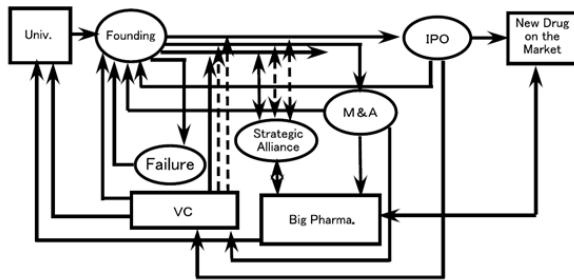 Univ.
Founding
IPO
New Drug
on the
Market
M&A
Strategic
Alliance
Failure
VC
Big Pharma.